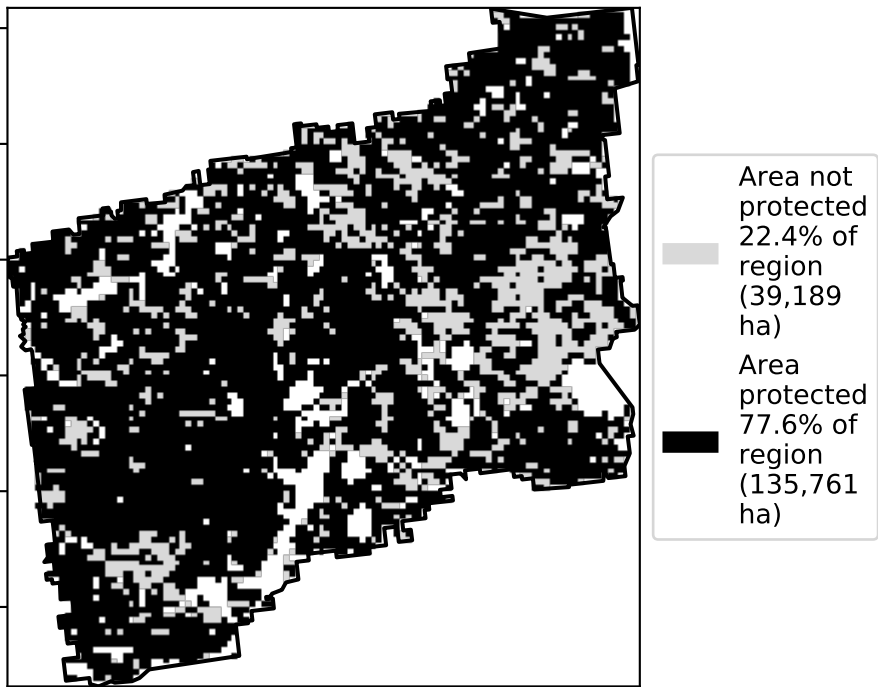 Area not
protected
22.4% of
region
(39,189
ha)
Area
protected
77.6% of
region
(135,761
ha)